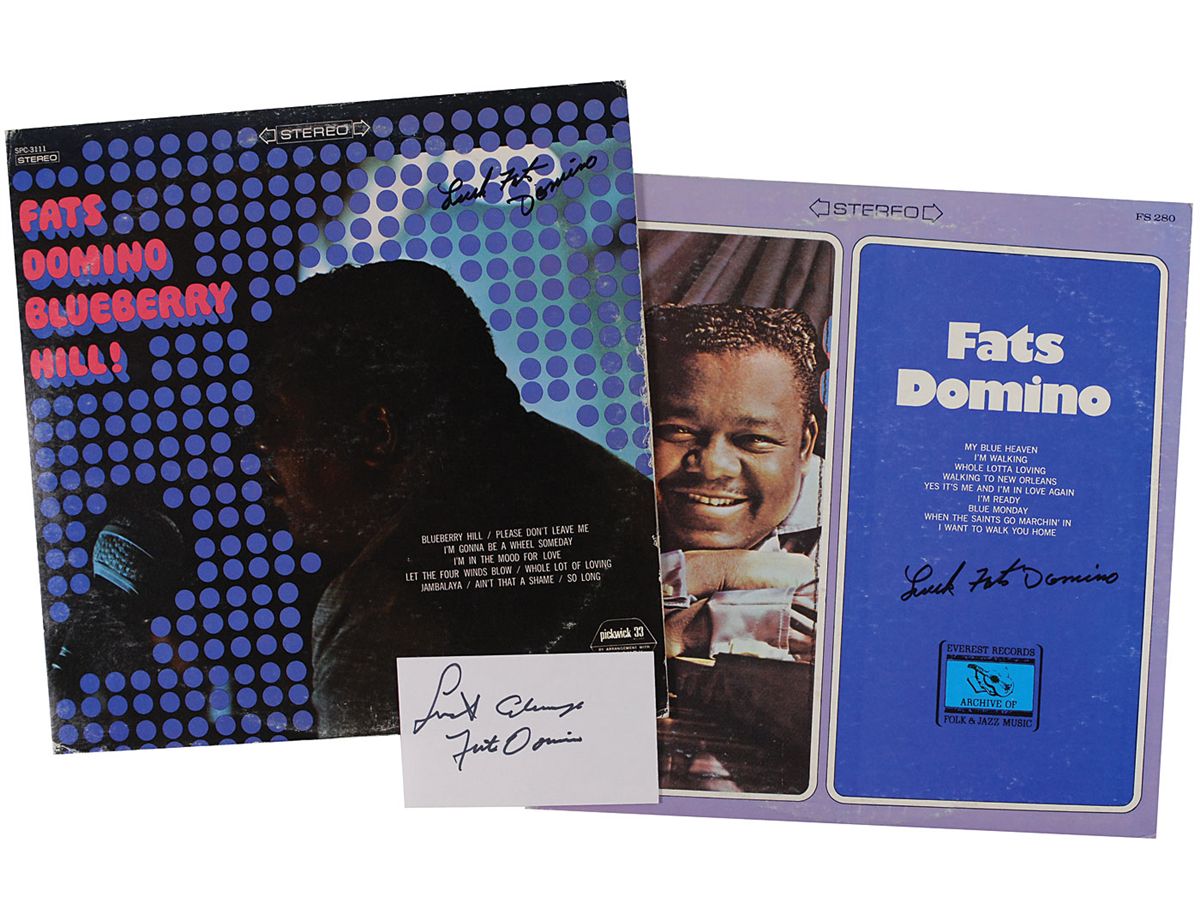 STEREO
SPC-3111
STEREO
FATS
DOMINO
BLUEBERRY
HILL!
Luck Fats
Domino
BLUEBERRY HILL / PLEASE DON'T LEAVE ME
I'M GONNA BE A WHEEL SOMEDAY
I'M IN THE MOOD FOR LOVE
LET THE FOUR WINDS BLOW / WHOLE LOT OF LOVING
JAMBALAYA / AIN'T THAT A SHAME / SO LONG
pickwick 33
BY ARRANGEMENT WITH
Luck Always
Fats Domino
STEREO
FS 280
Fats
Domino
MY BLUE HEAVEN
I'M WALKING
WHOLE LOTTA LOVING
WALKING TO NEW ORLEANS
YES IT'S ME AND I'M IN LOVE AGAIN
I'M READY
BLUE MONDAY
WHEN THE SAINTS GO MARCHIN' IN
I WANT TO WALK YOU HOME
Luck Fats Domino
EVEREST RECORDS
ARCHIVE OF
FOLK & JAZZ MUSIC